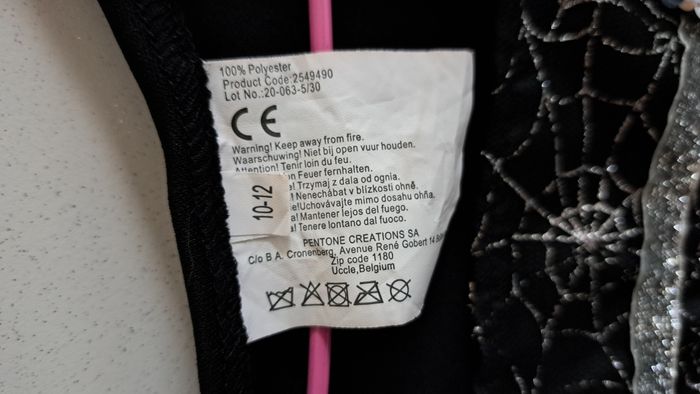 100% Polyester
Product Code:2549490
Lot No.:20-063-5/30
CE
Warning! Keep away from fire.
Waarschuwing! Niet bij open vuur houden.
Attention! Tenir loin du feu.
on Feuer fernhalten.
! Trzymaj z dala od ognia.
! Nenechábat v blízkosti ohně.
!Uchovávajte mimo dosahu ohňa.
! Mantener lejos del fuego.
! Tenere lontano dal fuoco.
10-12
PENTONE CREATIONS SA
C/o B A. Cronenberg, Avenue René Gobert 14
Zip code 1180
Uccle,Belgium